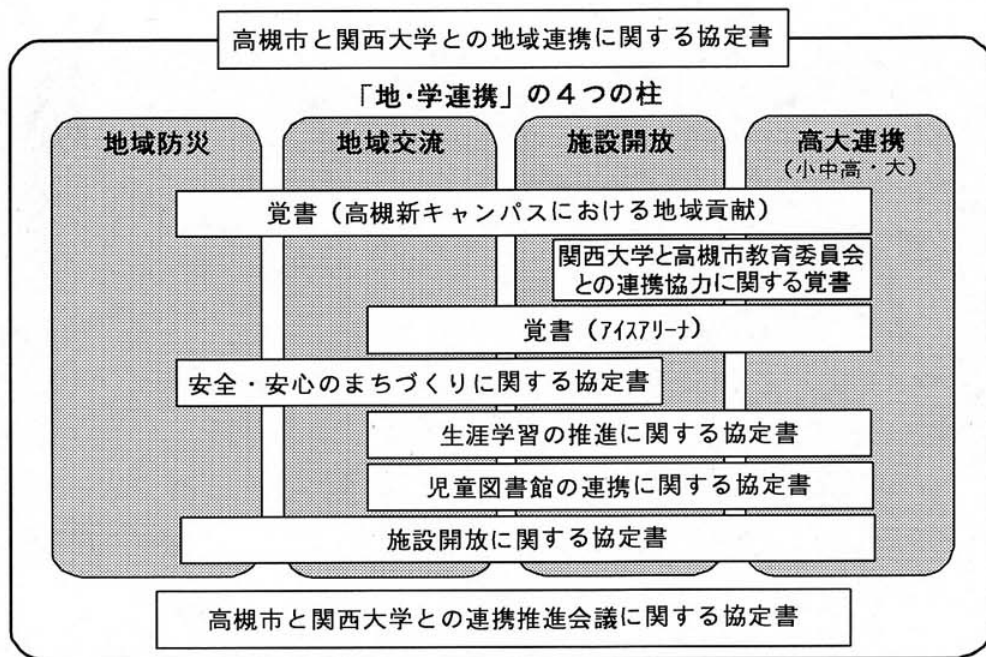 高槻市と関西大学との地域連携に関する協定書
「地・学連携」の4つの柱
地域防災
地域交流
施設開放
高大連携
(小中高・大)
覚書(高槻新キャンパスにおける地域貢献)
関西大学と高槻市教育委員会
との連携協力に関する覚書
覚書(アイスアリーナ)
安全・安心のまちづくりに関する協定書
生涯学習の推進に関する協定書
児童図書館の連携に関する協定書
施設開放に関する協定書
高槻市と関西大学との連携推進会議に関する協定書